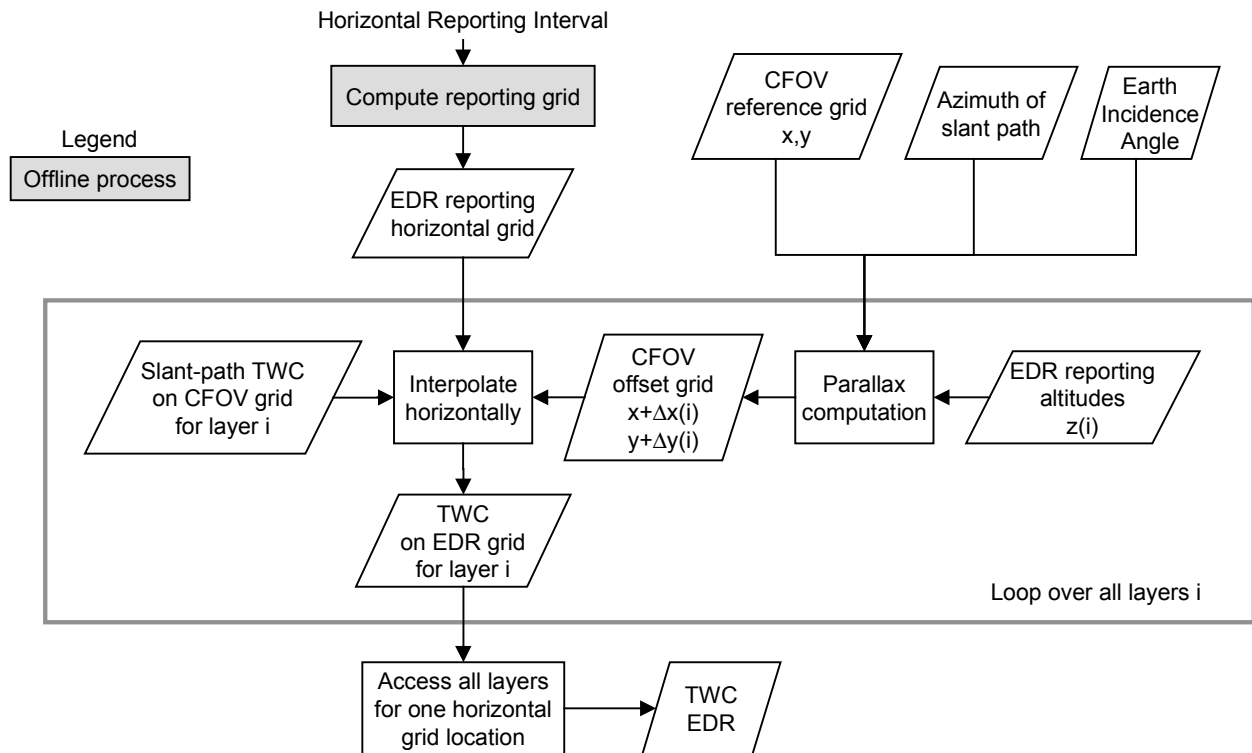 Horizontal Reporting Interval
Compute reporting grid
CFOV
reference grid
x,y
Azimuth of
slant path
Earth
Incidence
Angle
Legend
Offline process
EDR reporting
horizontal grid
Slant-path TWC
on CFOV grid
for layer i
Interpolate
horizontally
CFOV
offset grid
x+Δx(i)
y+Δy(i)
Parallax
computation
EDR reporting
altitudes
z(i)
TWC
on EDR grid
for layer i
Loop over all layers i
Access all layers
for one horizontal
grid location
TWC
EDR